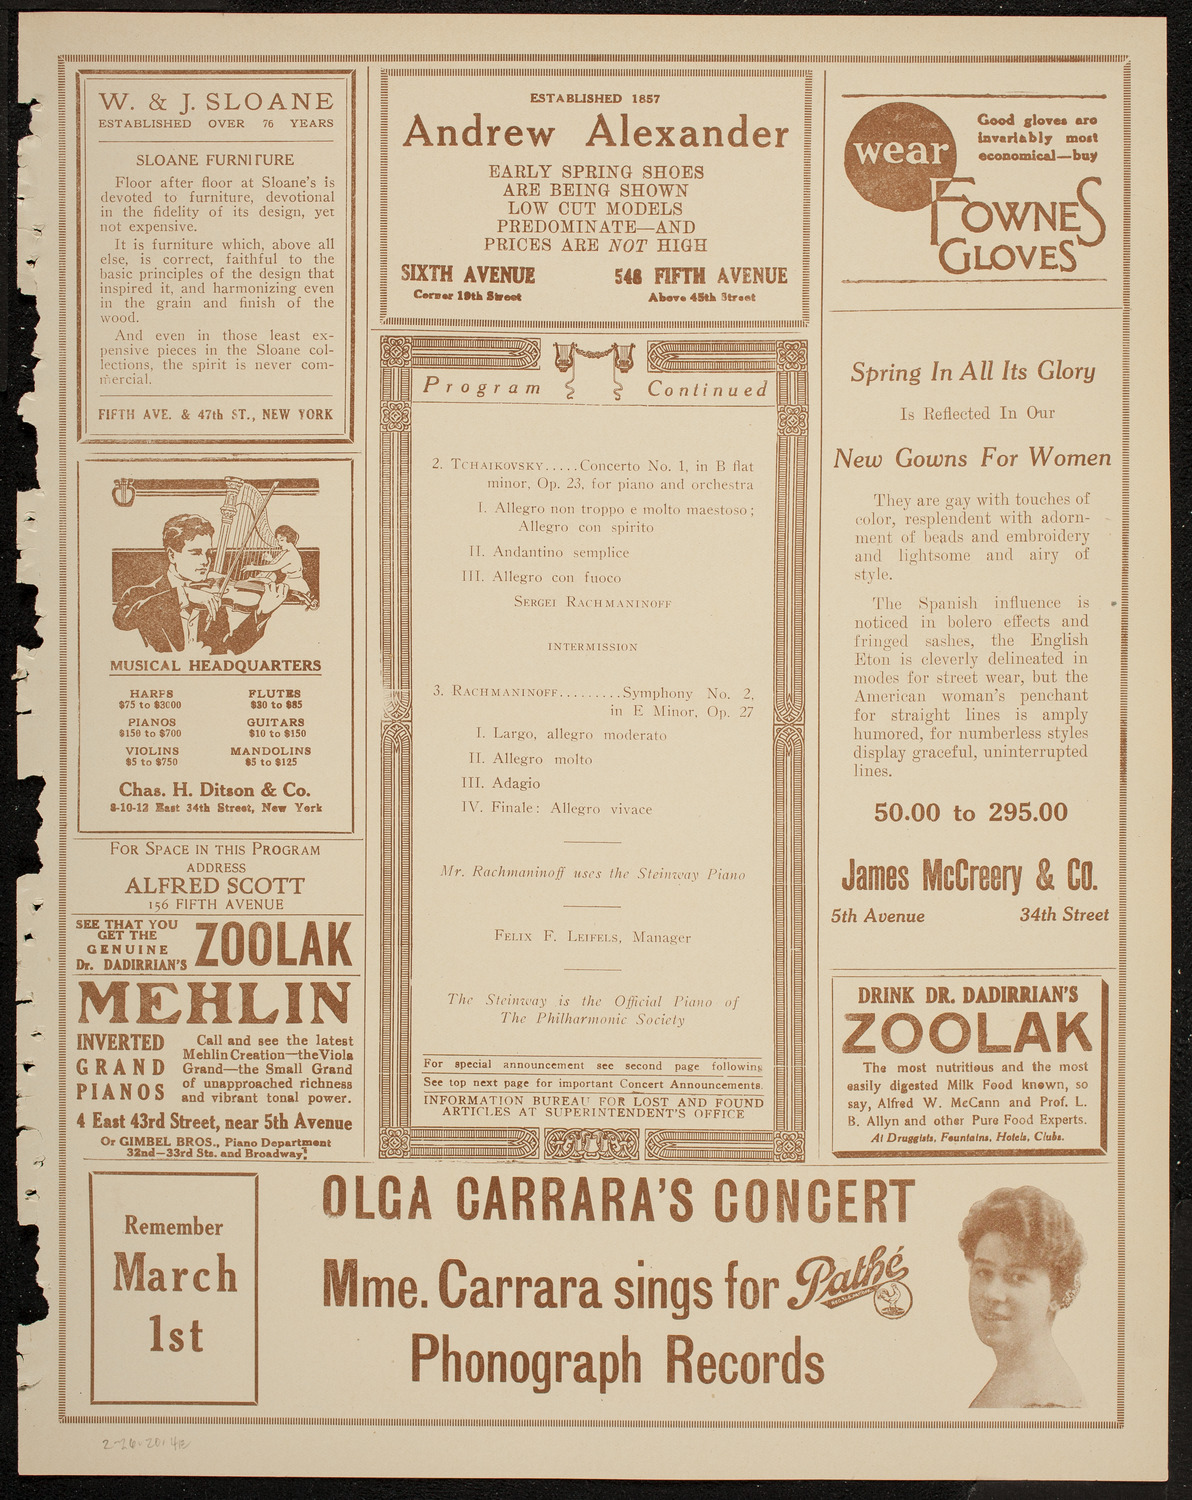 W. & J. SLOANE
ESTABLISHED OVER 76 YEARS
SLOANE FURNITURE
Floor after floor at Sloane's is
devoted to furniture, devotional
in the fidelity of its design, yet
not expensive.
It is furniture which, above all
else, is correct, faithful to the
basic principles of the design that
inspired it, and harmonizing even
in the grain and finish of the
wood.
And even in those least ex-
pensive pieces in the Sloane col-
lections, the spirit is never com-
mercial.
FIFTH AVE. & 47th ST., NEW YORK
MUSICAL HEADQUARTERS
HARPS
$75 to $3000
FLUTES
$30 to $85
PIANOS
$150 to $700
GUITARS
$10 to $150
VIOLINS
$5 to $750
MANDOLINS
$5 to $125
Chas. H. Ditson & Co.
8-10-12 East 34th Street, New York
FOR SPACE IN THIS PROGRAM
ADDRESS
ALFRED SCOTT
156 FIFTH AVENUE
SEE THAT YOU
GET THE
GENUINE
Dr. DADIRRIAN'S
ZOOLAK
MEHLIN
INVERTED
GRAND
PIANOS
Call and see the latest
Mehlin Creation—the Viola
Grand—the Small Grand
of unapproached richness
and vibrant tonal power.
4 East 43rd Street, near 5th Avenue
Or GIMBEL BROS., Piano Department
32nd—33rd Sts. and Broadway
ESTABLISHED 1857
Andrew Alexander
EARLY SPRING SHOES
ARE BEING SHOWN
LOW CUT MODELS
PREDOMINATE—AND
PRICES ARE NOT HIGH
SIXTH AVENUE
Corner 19th Street
548 FIFTH AVENUE
Above 45th Street
Program Continued
2. TCHAIKOVSKY.....Concerto No. 1, in B flat
minor, Op. 23, for piano and orchestra
I. Allegro non troppo e molto maestoso;
Allegro con spirito
II. Andantino semplice
III. Allegro con fuoco
SERGEI RACHMANINOFF
INTERMISSION
3. RACHMANINOFF.........Symphony No. 2,
in E Minor, Op. 27
I. Largo, allegro moderato
II. Allegro molto
III. Adagio
IV. Finale: Allegro vivace
Mr. Rachmaninoff uses the Steinway Piano
FELIX F. LEIFELS, Manager
The Steinway is the Official Piano of
The Philharmonic Society
For special announcement see second page following
See top next page for important Concert Announcements.
INFORMATION BUREAU FOR LOST AND FOUND
ARTICLES AT SUPERINTENDENT'S OFFICE
wear
Good gloves are
invariably most
economical—buy
FOWNES
GLOVES
Spring In All Its Glory
Is Reflected In Our
New Gowns For Women
They are gay with touches of
color, resplendent with adorn-
ment of beads and embroidery
and lightsome and airy of
style.
The Spanish influence is
noticed in bolero effects and
fringed sashes, the English
Eton is cleverly delineated in
modes for street wear, but the
American woman's penchant
for straight lines is amply
humored, for numberless styles
display graceful, uninterrupted
lines.
50.00 to 295.00
James McCreery & Co.
5th Avenue 34th Street
DRINK DR. DADIRRIAN'S
ZOOLAK
The most nutritious and the most
easily digested Milk Food known, so
say, Alfred W. McCann and Prof. L.
B. Allyn and other Pure Food Experts.
At Druggists, Fountains, Hotels, Clubs.
Remember
March
1st
OLGA CARRARA'S CONCERT
Mme. Carrara sings for Pathé
Phonograph Records
2-26-20: 4E